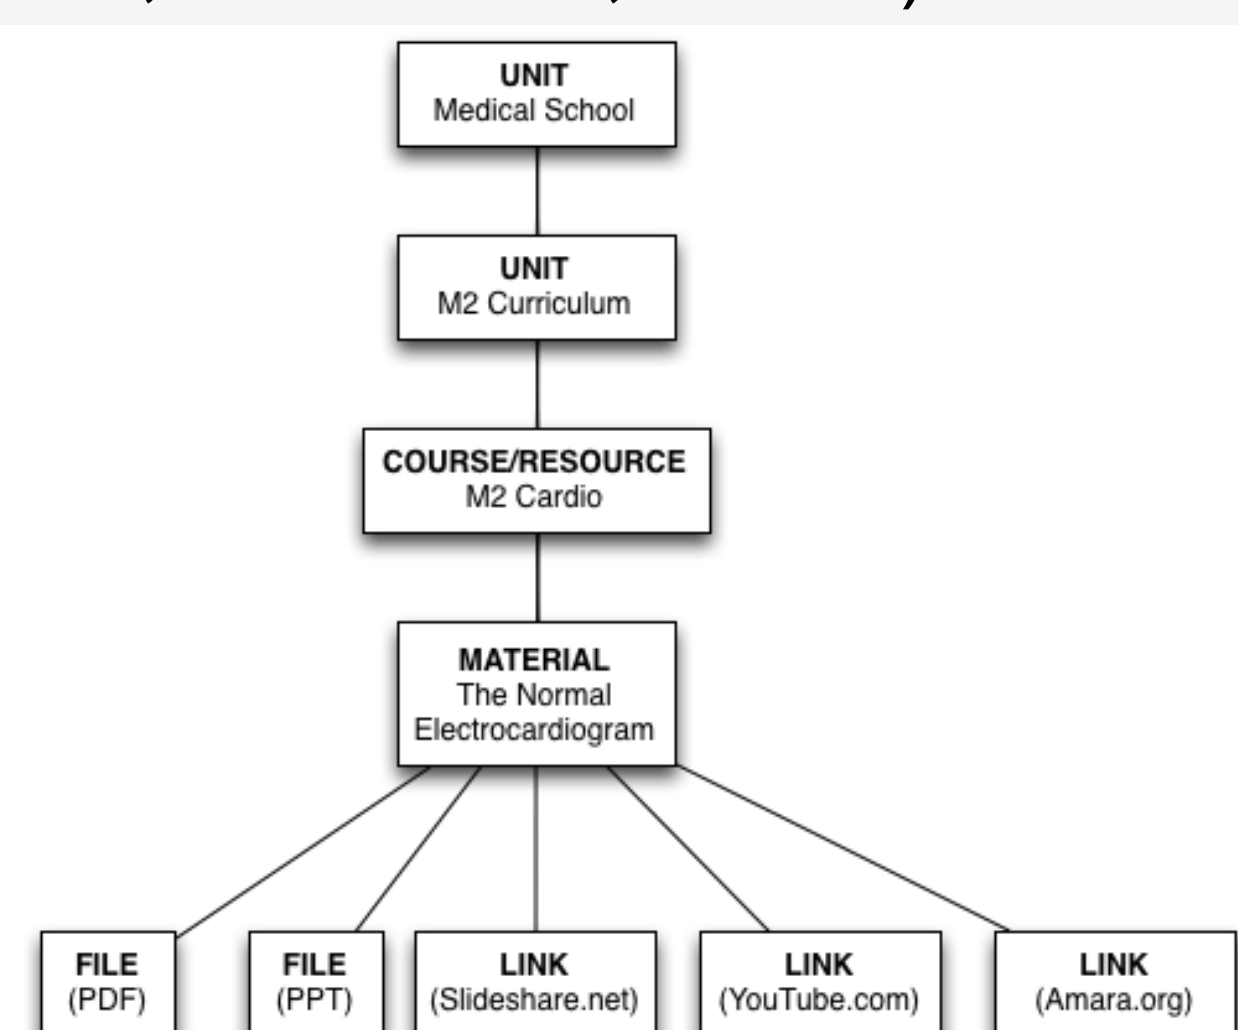 UNIT
Medical School
UNIT
M2 Curriculum
COURSE/RESOURCE
M2 Cardio
MATERIAL
The Normal
Electrocardiogram
FILE
(PDF)
FILE
(PPT)
LINK
(Slideshare.net)
LINK
(YouTube.com)
LINK
(Amara.org)